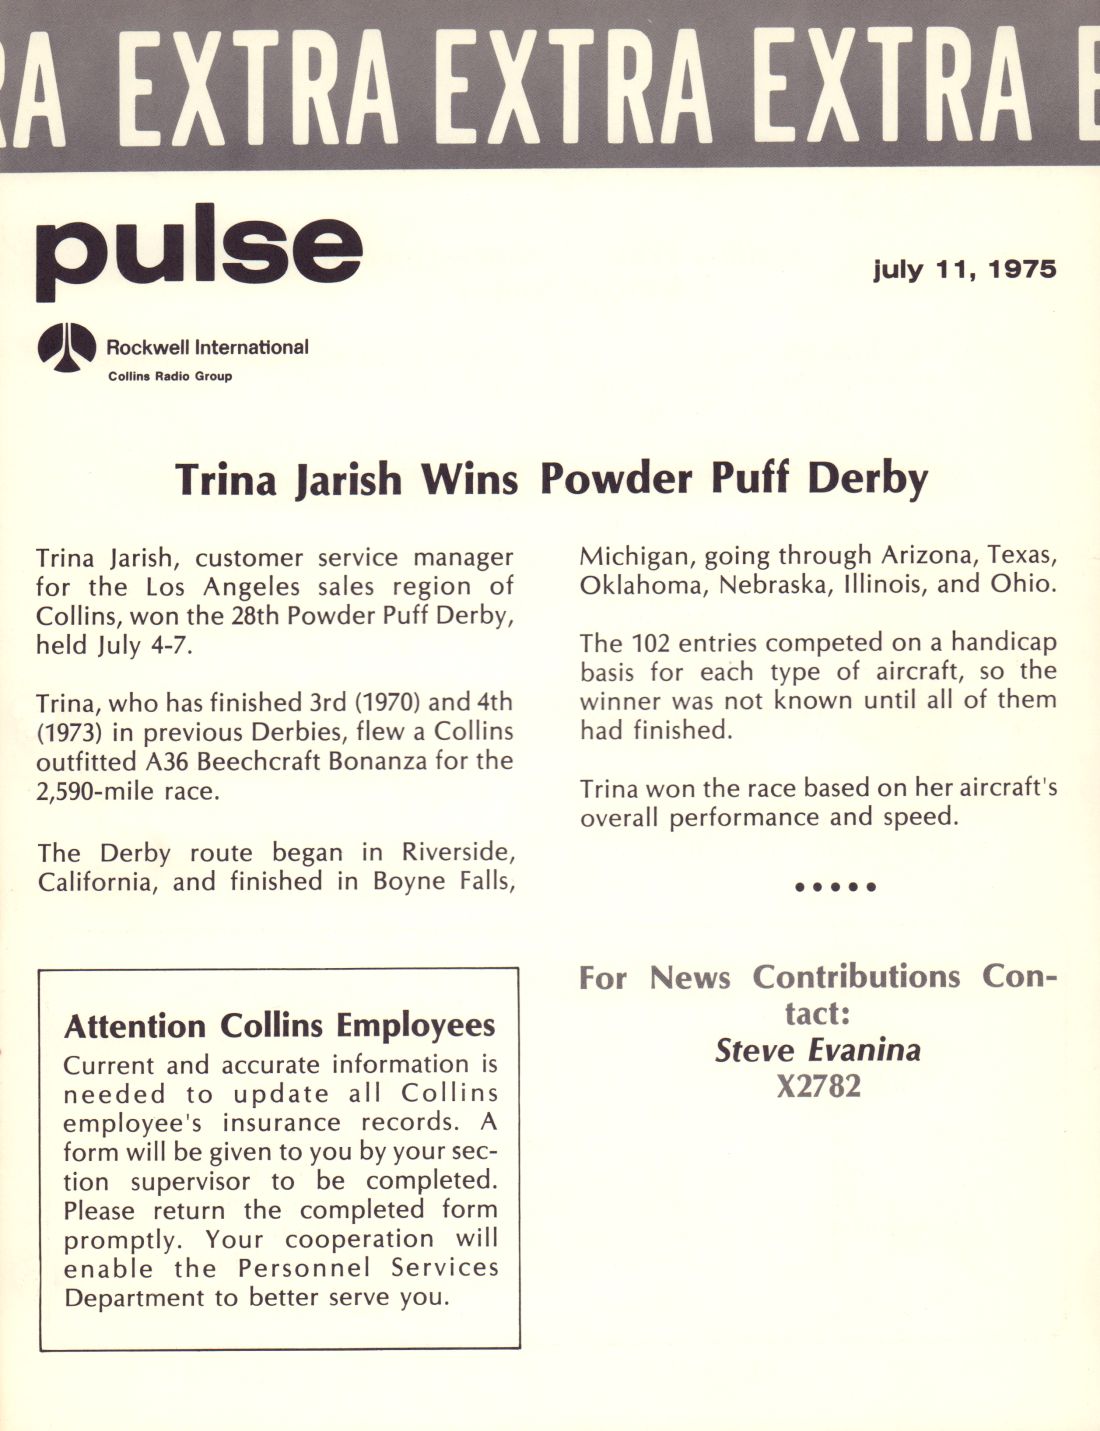 RA EXTRA EXTRA EXTRA E
pulse
july 11, 1975
Rockwell International
Collins Radio Group
Trina Jarish Wins Powder Puff Derby
Trina Jarish, customer service manager
for the Los Angeles sales region of
Collins, won the 28th Powder Puff Derby,
held July 4-7.
Trina, who has finished 3rd (1970) and 4th
(1973) in previous Derbies, flew a Collins
outfitted A36 Beechcraft Bonanza for the
2,590-mile race.
The Derby route began in Riverside,
California, and finished in Boyne Falls,
Michigan, going through Arizona, Texas,
Oklahoma, Nebraska, Illinois, and Ohio.
The 102 entries competed on a handicap
basis for each type of aircraft, so the
winner was not known until all of them
had finished.
Trina won the race based on her aircraft's
overall performance and speed.
•••••
Attention Collins Employees
Current and accurate information is
needed to update all Collins
employee's insurance records. A
form will be given to you by your sec-
tion supervisor to be completed.
Please return the completed form
promptly. Your cooperation will
enable the Personnel Services
Department to better serve you.
For News Contributions Con-
tact:
Steve Evanina
X2782